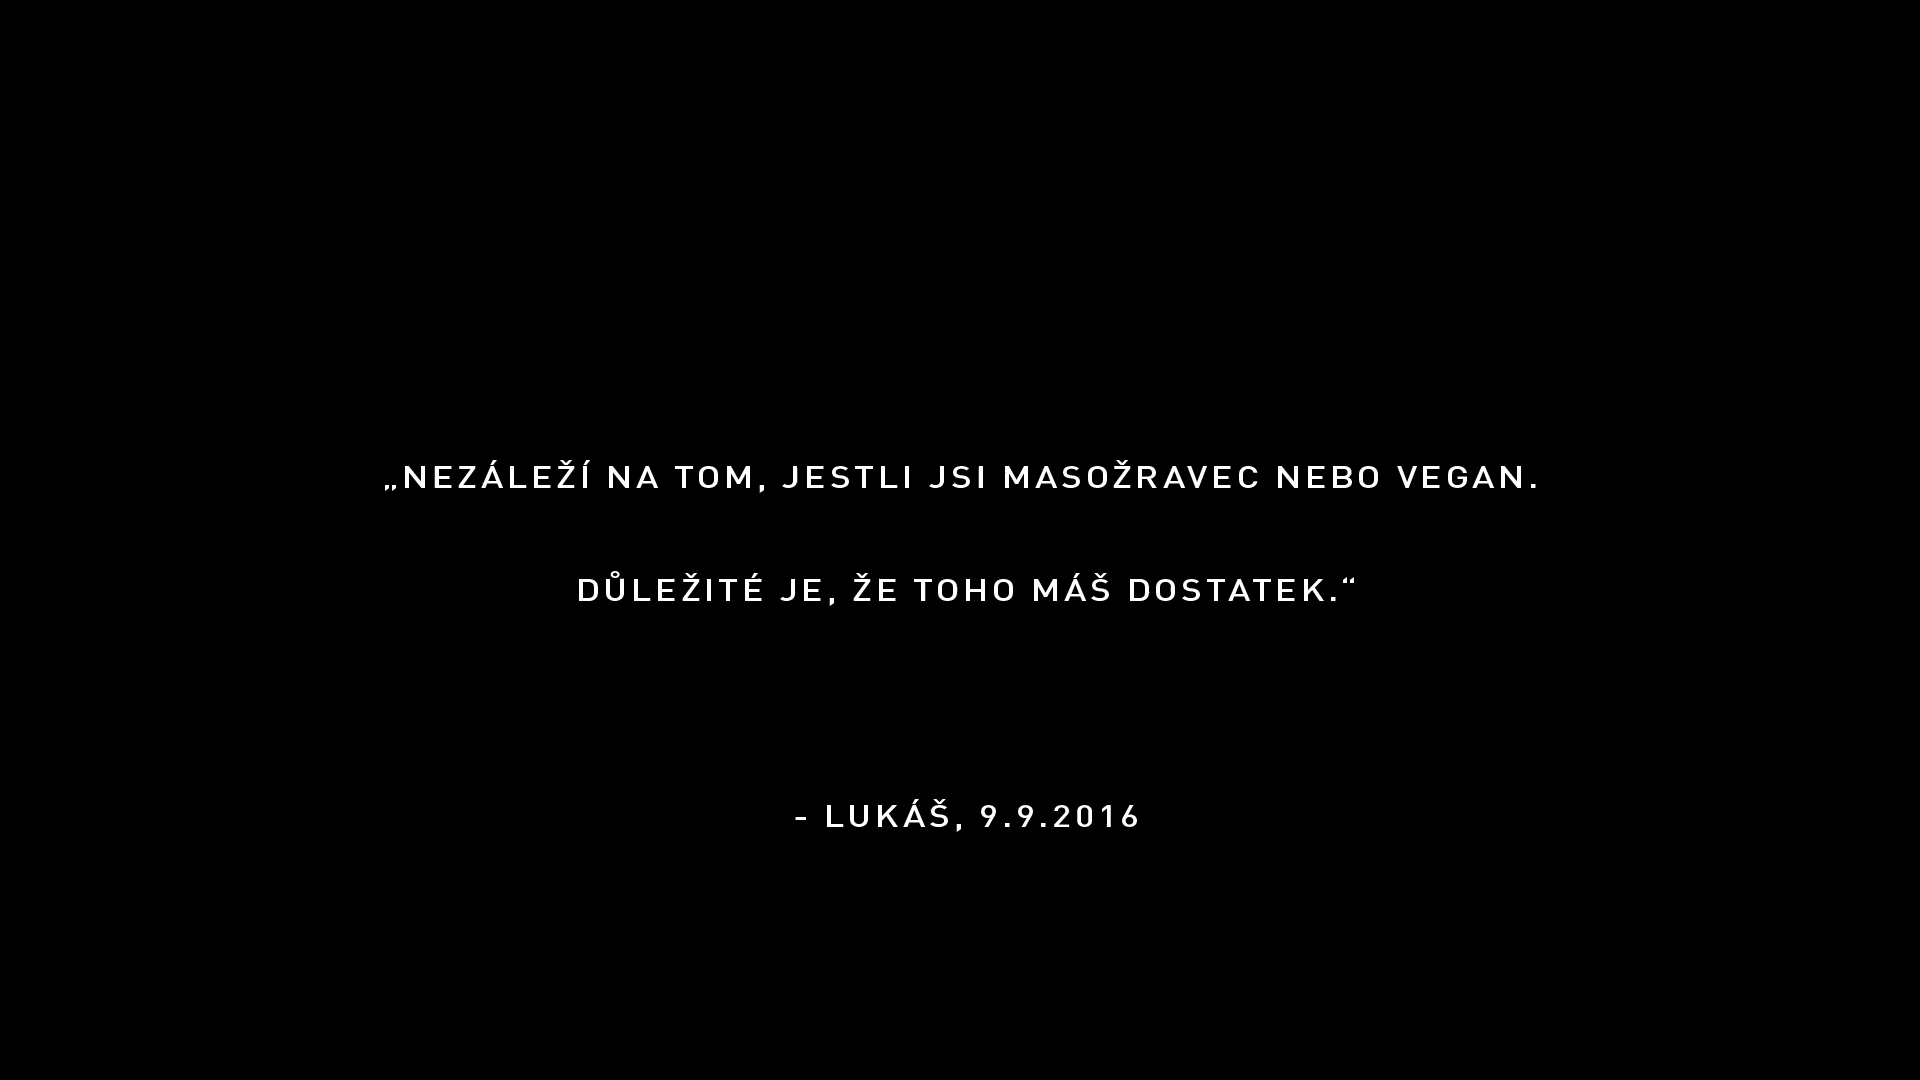 „NEZÁLEŽÍ NA TOM, JESTLI JSI MASOŽRAVEC NEBO VEGAN.
DŮLEŽITÉ JE, ŽE TOHO MÁŠ DOSTATEK.“
- LUKÁŠ, 9.9.2016